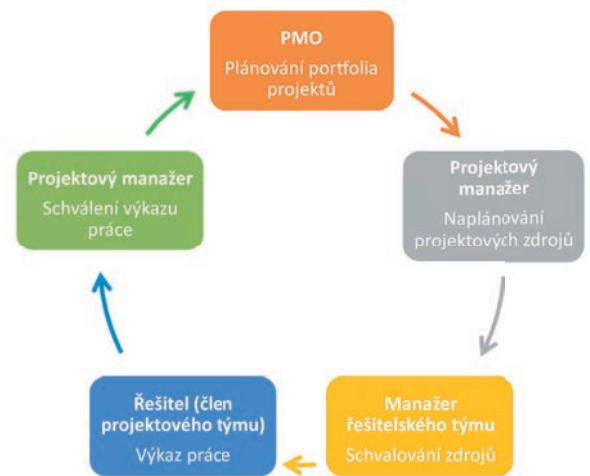 PMO
Plánování portfolia
projektů
Projektový
manažer
Naplánování
projektových zdrojů
Manažer
řešitelského týmu
Schvalování zdrojů
Řešitel (člen
projektového týmu)
Výkaz práce
Projektový manažer
Schválení výkazu
práce